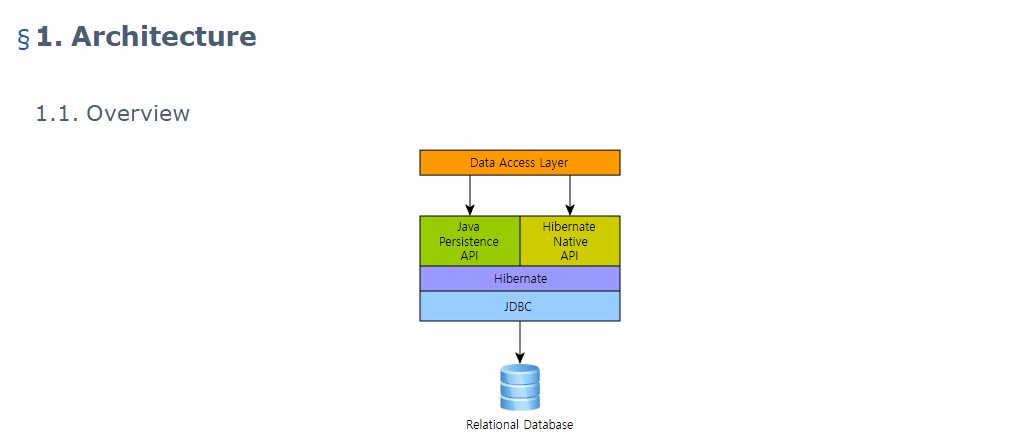 § 1. Architecture
1.1. Overview
Data Access Layer
Java
Persistence
API
Hibernate
Native
API
Hibernate
JDBC
Relational Database